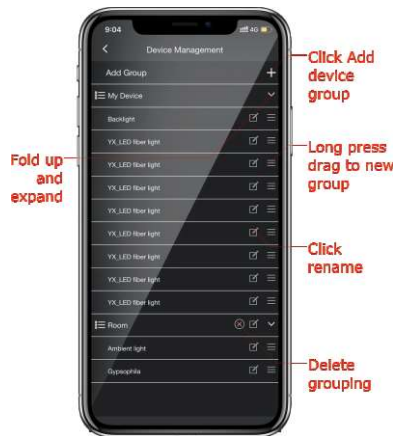 9:04
4G
Device Management
Add Group
My Device
Backlight
YX_LED fiber light
YX_LED fiber light
YX_LED fiber light
YX_LED fiber light
YX_LED fiber light
YX_LED fiber light
YX_LED fiber light
YX_LED fiber light
Room
Ambient light
Gypsophila
Click Add
device
group
Long press
drag to new
group
Fold up
and
expand
Click
rename
Delete
grouping